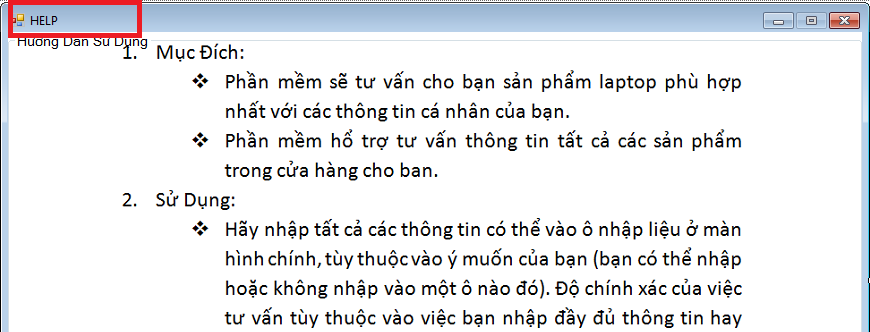 HELP
Hướng Dẫn Sử Dụng
1. Mục Đích:
❖ Phần mềm sẽ tư vấn cho bạn sản phẩm laptop phù hợp
nhất với các thông tin cá nhân của bạn.
❖ Phần mềm hổ trợ tư vấn thông tin tất cả các sản phẩm
trong cửa hàng cho ban.
2. Sử Dụng:
❖ Hãy nhập tất cả các thông tin có thể vào ô nhập liệu ở màn
hình chính, tùy thuộc vào ý muốn của bạn (bạn có thể nhập
hoặc không nhập vào một ô nào đó). Độ chính xác của việc
tư vấn tùy thuộc vào việc bạn nhập đầy đủ thông tin hay